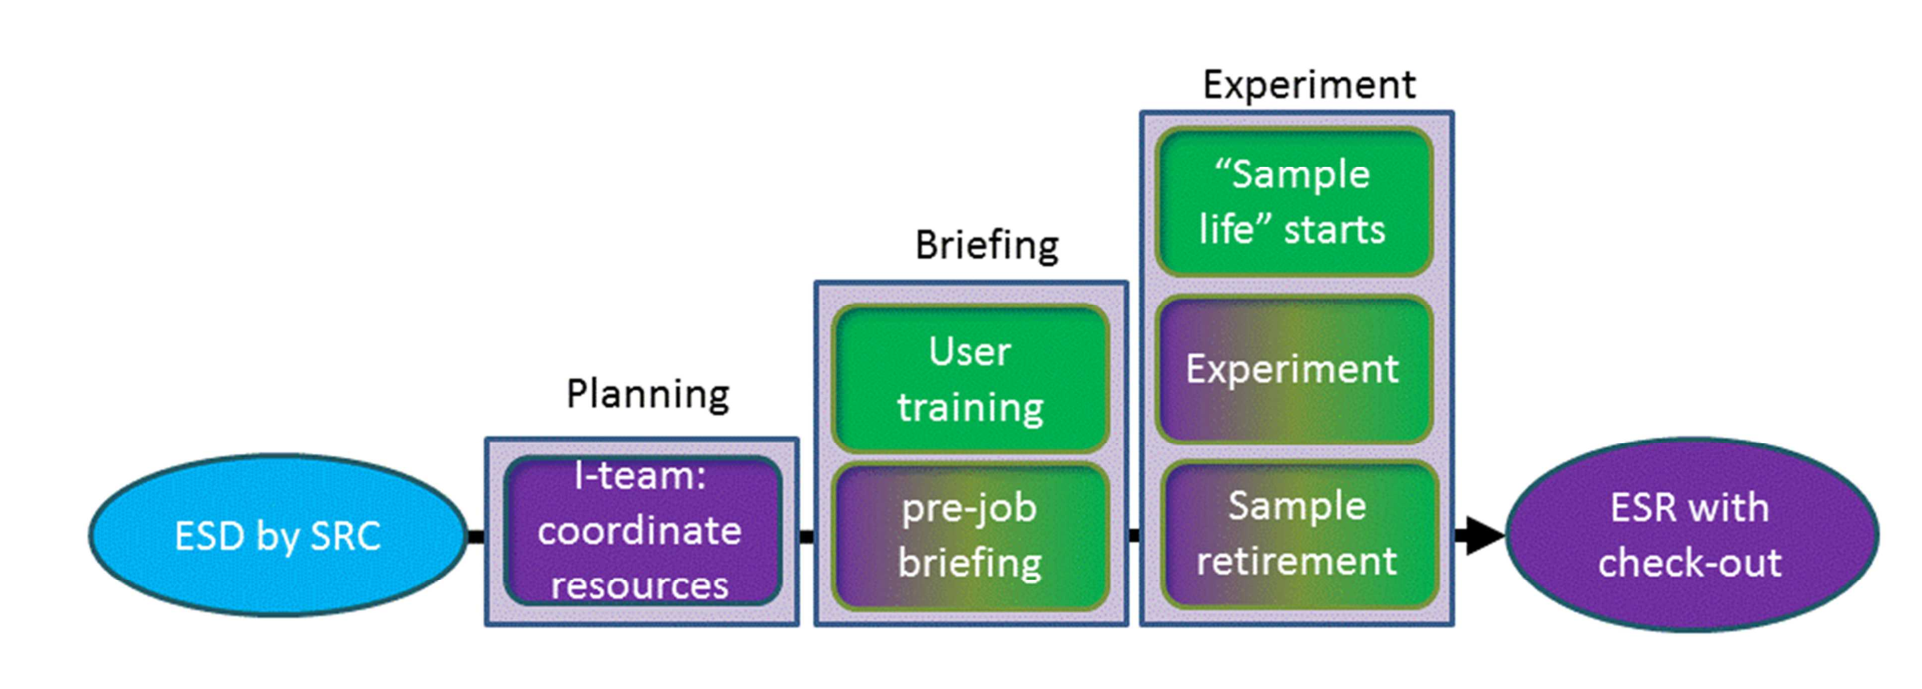 Experiment
“Sample
life” starts
Briefing
User
training
Experiment
Planning
I-team:
coordinate
resources
pre-job
briefing
Sample
retirement
ESD by SRC
ESR with
check-out